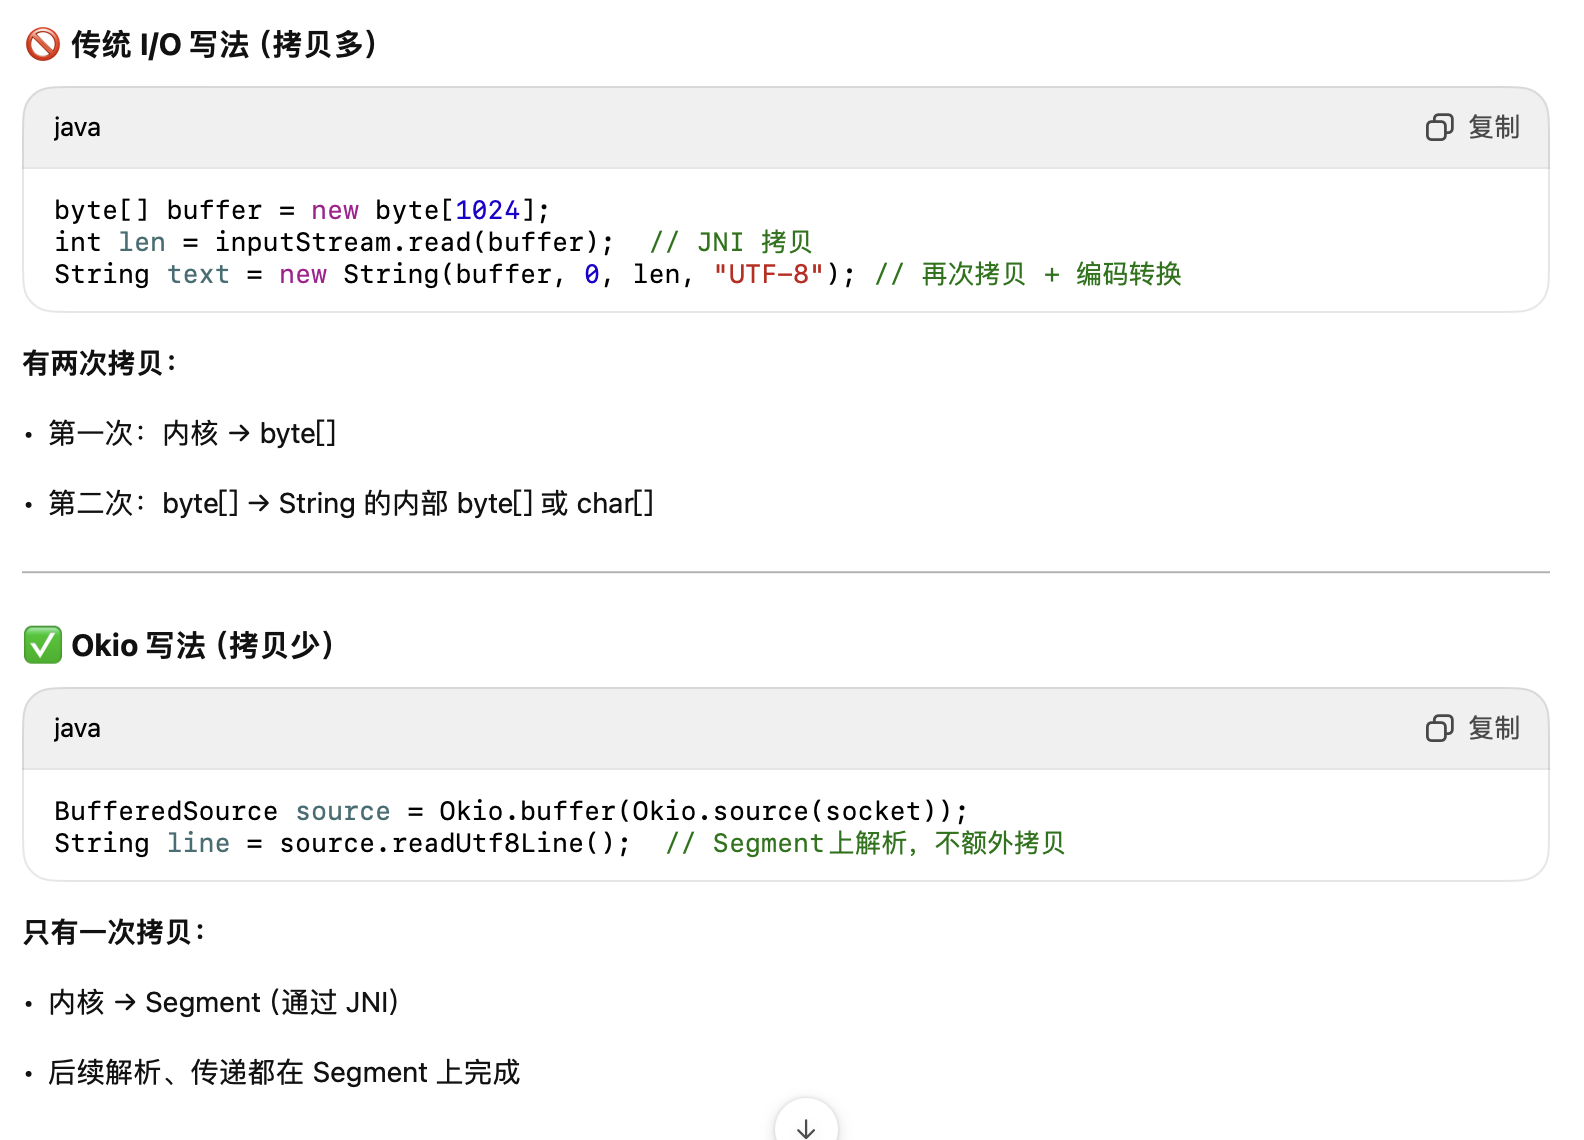 🚫 传统 I/O 写法（拷贝多）
java
复制
byte[] buffer = new byte[1024];
int len = inputStream.read(buffer);  // JNI 拷贝
String text = new String(buffer, 0, len, "UTF-8"); // 再次拷贝 + 编码转换
有两次拷贝：
• 第一次：内核 → byte[]
• 第二次：byte[] → String 的内部 byte[] 或 char[]
✅ Okio 写法（拷贝少）
java
复制
BufferedSource source = Okio.buffer(Okio.source(socket));
String line = source.readUtf8Line();  // Segment上解析，不额外拷贝
只有一次拷贝：
• 内核 → Segment（通过 JNI）
• 后续解析、传递都在 Segment 上完成